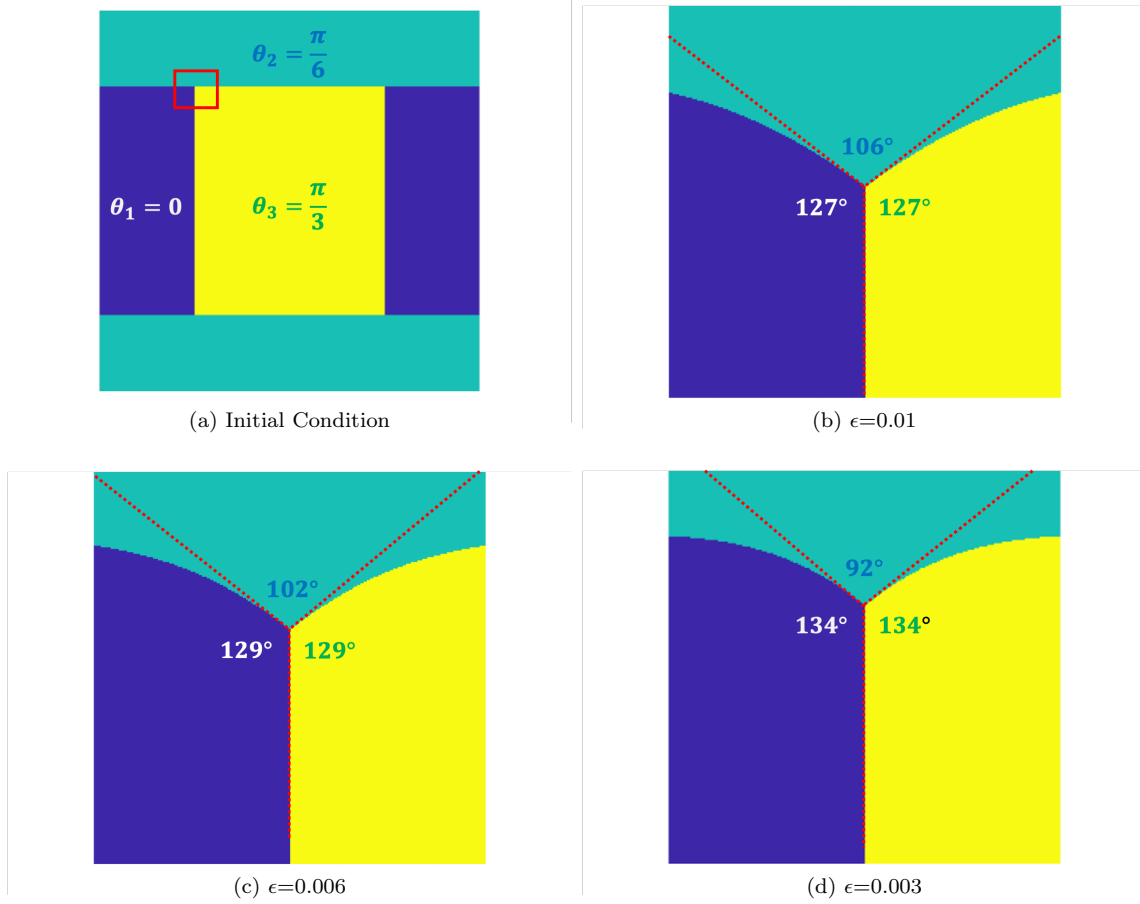 θ₂ = π/6
θ₁ = 0
θ₃ = π/3
(a) Initial Condition
106°
127°
127°
(b) ϵ=0.01
102°
129°
129°
(c) ϵ=0.006
92°
134°
134°
(d) ϵ=0.003